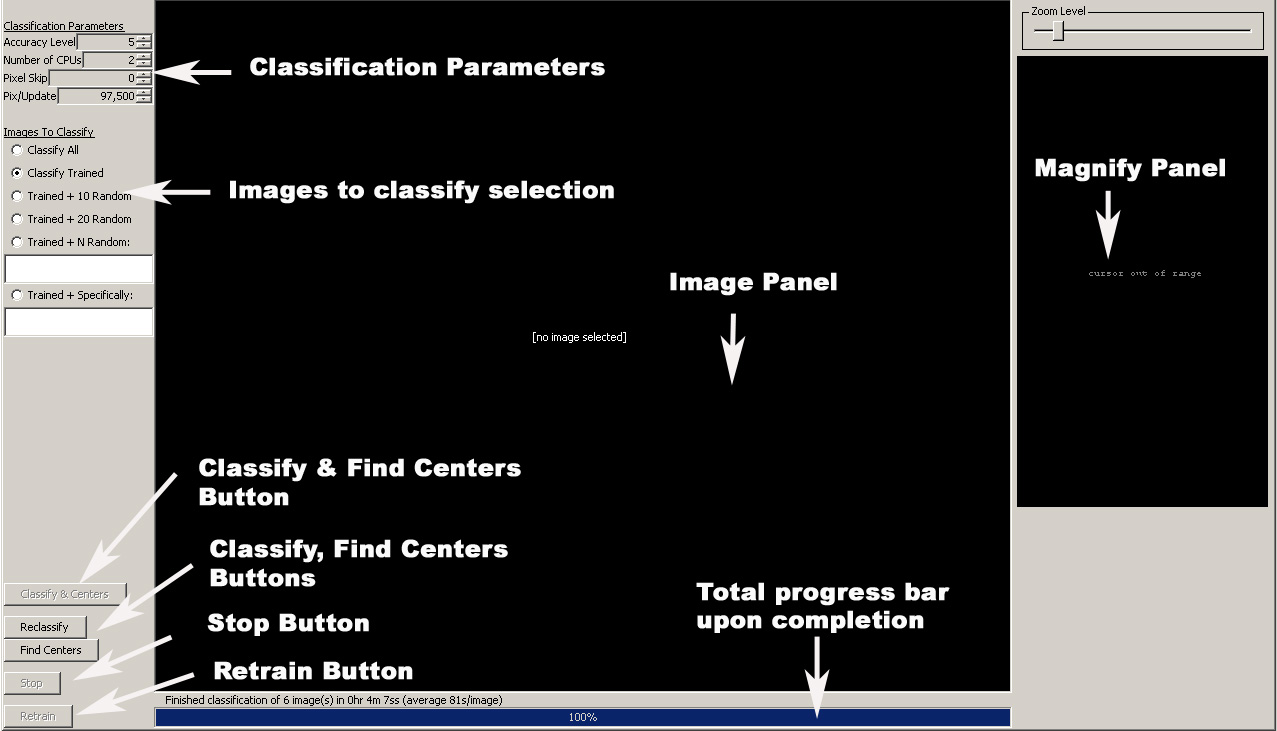 Classification Parameters
Accuracy Level 5
Number of CPUs 2
Pixel Skip 0
Pix/Update 97,500
Images To Classify
Classify All
Classify Trained
Trained + 10 Random
Trained + 20 Random
Trained + N Random:
Trained + Specifically:
Classify & Centers
Reclassify
Find Centers
Stop
Retrain
Classification Parameters
Images to classify selection
Image Panel
[no image selected]
Classify & Find Centers
Button
Classify, Find Centers
Buttons
Stop Button
Retrain Button
Total progress bar
upon completion
Finished classification of 6 image(s) in 0hr 4m 7ss (average 81s/image)
100%
Zoom Level
Magnify Panel
cursor out of range